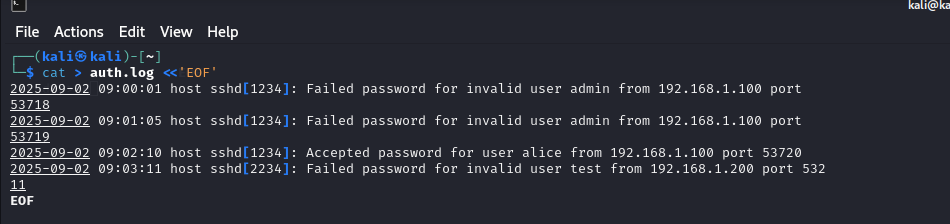 kali@ka
File Actions Edit View Help
┌──(kali㉿kali)-[~]
└─$ cat > auth.log <<'EOF'
2025-09-02 09:00:01 host sshd[1234]: Failed password for invalid user admin from 192.168.1.100 port
53718
2025-09-02 09:01:05 host sshd[1234]: Failed password for invalid user admin from 192.168.1.100 port
53719
2025-09-02 09:02:10 host sshd[1234]: Accepted password for user alice from 192.168.1.100 port 53720
2025-09-02 09:03:11 host sshd[2234]: Failed password for invalid user test from 192.168.1.200 port 532
11
EOF